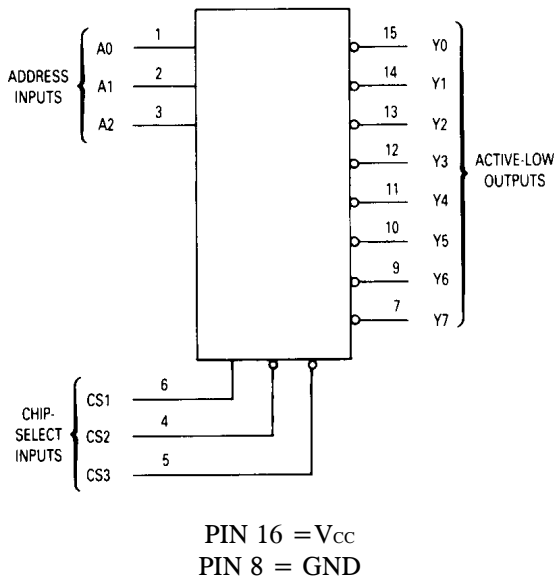 ADDRESS
INPUTS
A0 1
A1 2
A2 3
15 Y0
14 Y1
13 Y2
12 Y3
11 Y4
10 Y5
9 Y6
7 Y7
ACTIVE-LOW
OUTPUTS
CHIP-
SELECT
INPUTS
CS1 6
CS2 4
CS3 5
PIN 16 = VCC
PIN 8 = GND